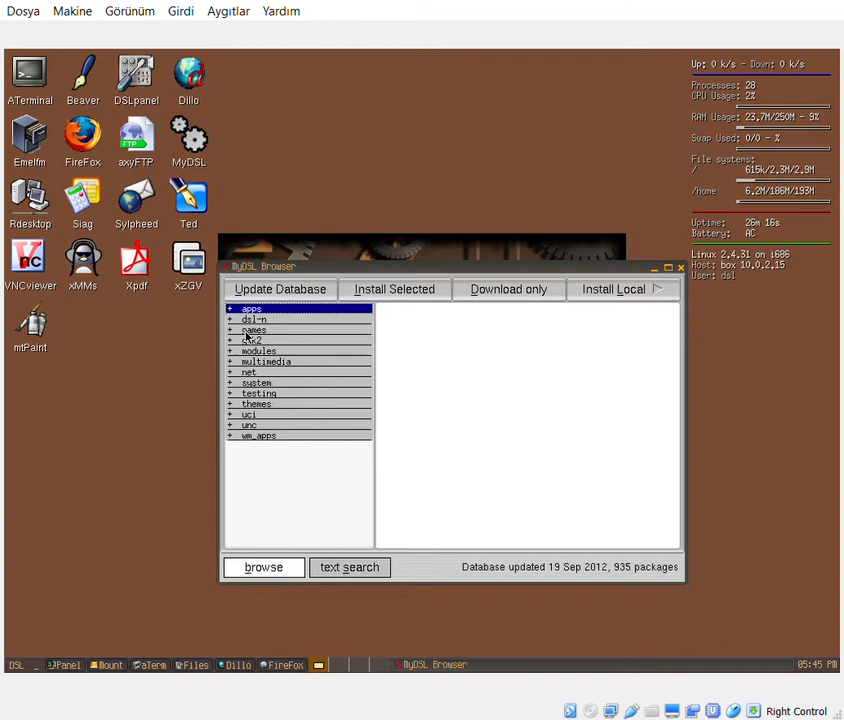 Dosya Makine Görünüm Girdi Aygıtlar Yardım
ATerminal Beaver DSLpanel Dillo
Emelfm FireFox axyFTP MyDSL
Rdesktop Siag Sylpheed Ted
VNCviewer xMMs Xpdf xZGV
mtPaint
Up: 0 k/s - Down: 0 k/s
Processes: 28
CPU Usage: 2%
RAM Usage: 23.7M/250M - 9%
Swap Used: 0/0 - %
File systems:
/ 615k/2.3M/2.9M
/home 6.2M/186M/193M
Uptime: 26m 16s
Battery: AC
Linux 2.4.31 on i686
Host: box 10.0.2.15
User: dsl
MyDSL Browser
Update Database Install Selected Download only Install Local
+ apps
+ dsl-n
+ games
+ gtk2
+ modules
+ multimedia
+ net
+ system
+ testing
+ themes
+ uci
+ unc
+ wm_apps
browse text search Database updated 19 Sep 2012, 935 packages
DSL _ Panel Mount aTerm Files Dillo FireFox MyDSL Browser 05:45 PM
Right Control